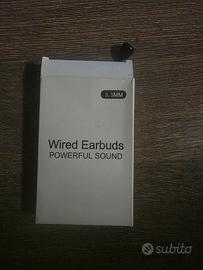 3.5MM
Wired Earbuds
POWERFUL SOUND
subito